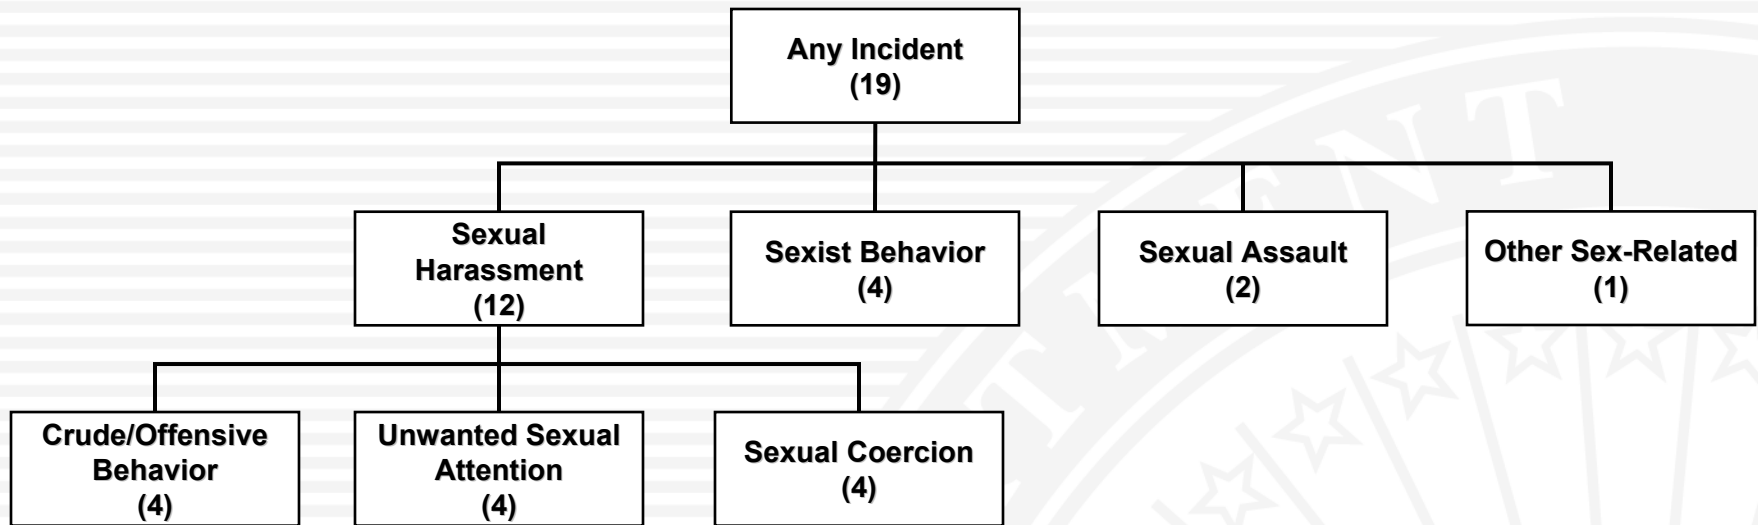 Any Incident
(19)
Sexual
Harassment
(12)
Sexist Behavior
(4)
Sexual Assault
(2)
Other Sex-Related
(1)
Crude/Offensive
Behavior
(4)
Unwanted Sexual
Attention
(4)
Sexual Coercion
(4)